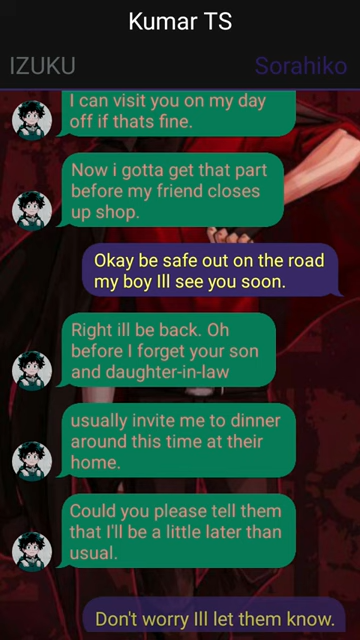 Kumar TS
IZUKU
Sorahiko
I can visit you on my day
off if thats fine.
Now i gotta get that part
before my friend closes
up shop.
Okay be safe out on the road
my boy Ill see you soon.
Right ill be back. Oh
before I forget your son
and daughter-in-law
usually invite me to dinner
around this time at their
home.
Could you please tell them
that I'll be a little later than
usual.
Don't worry Ill let them know.